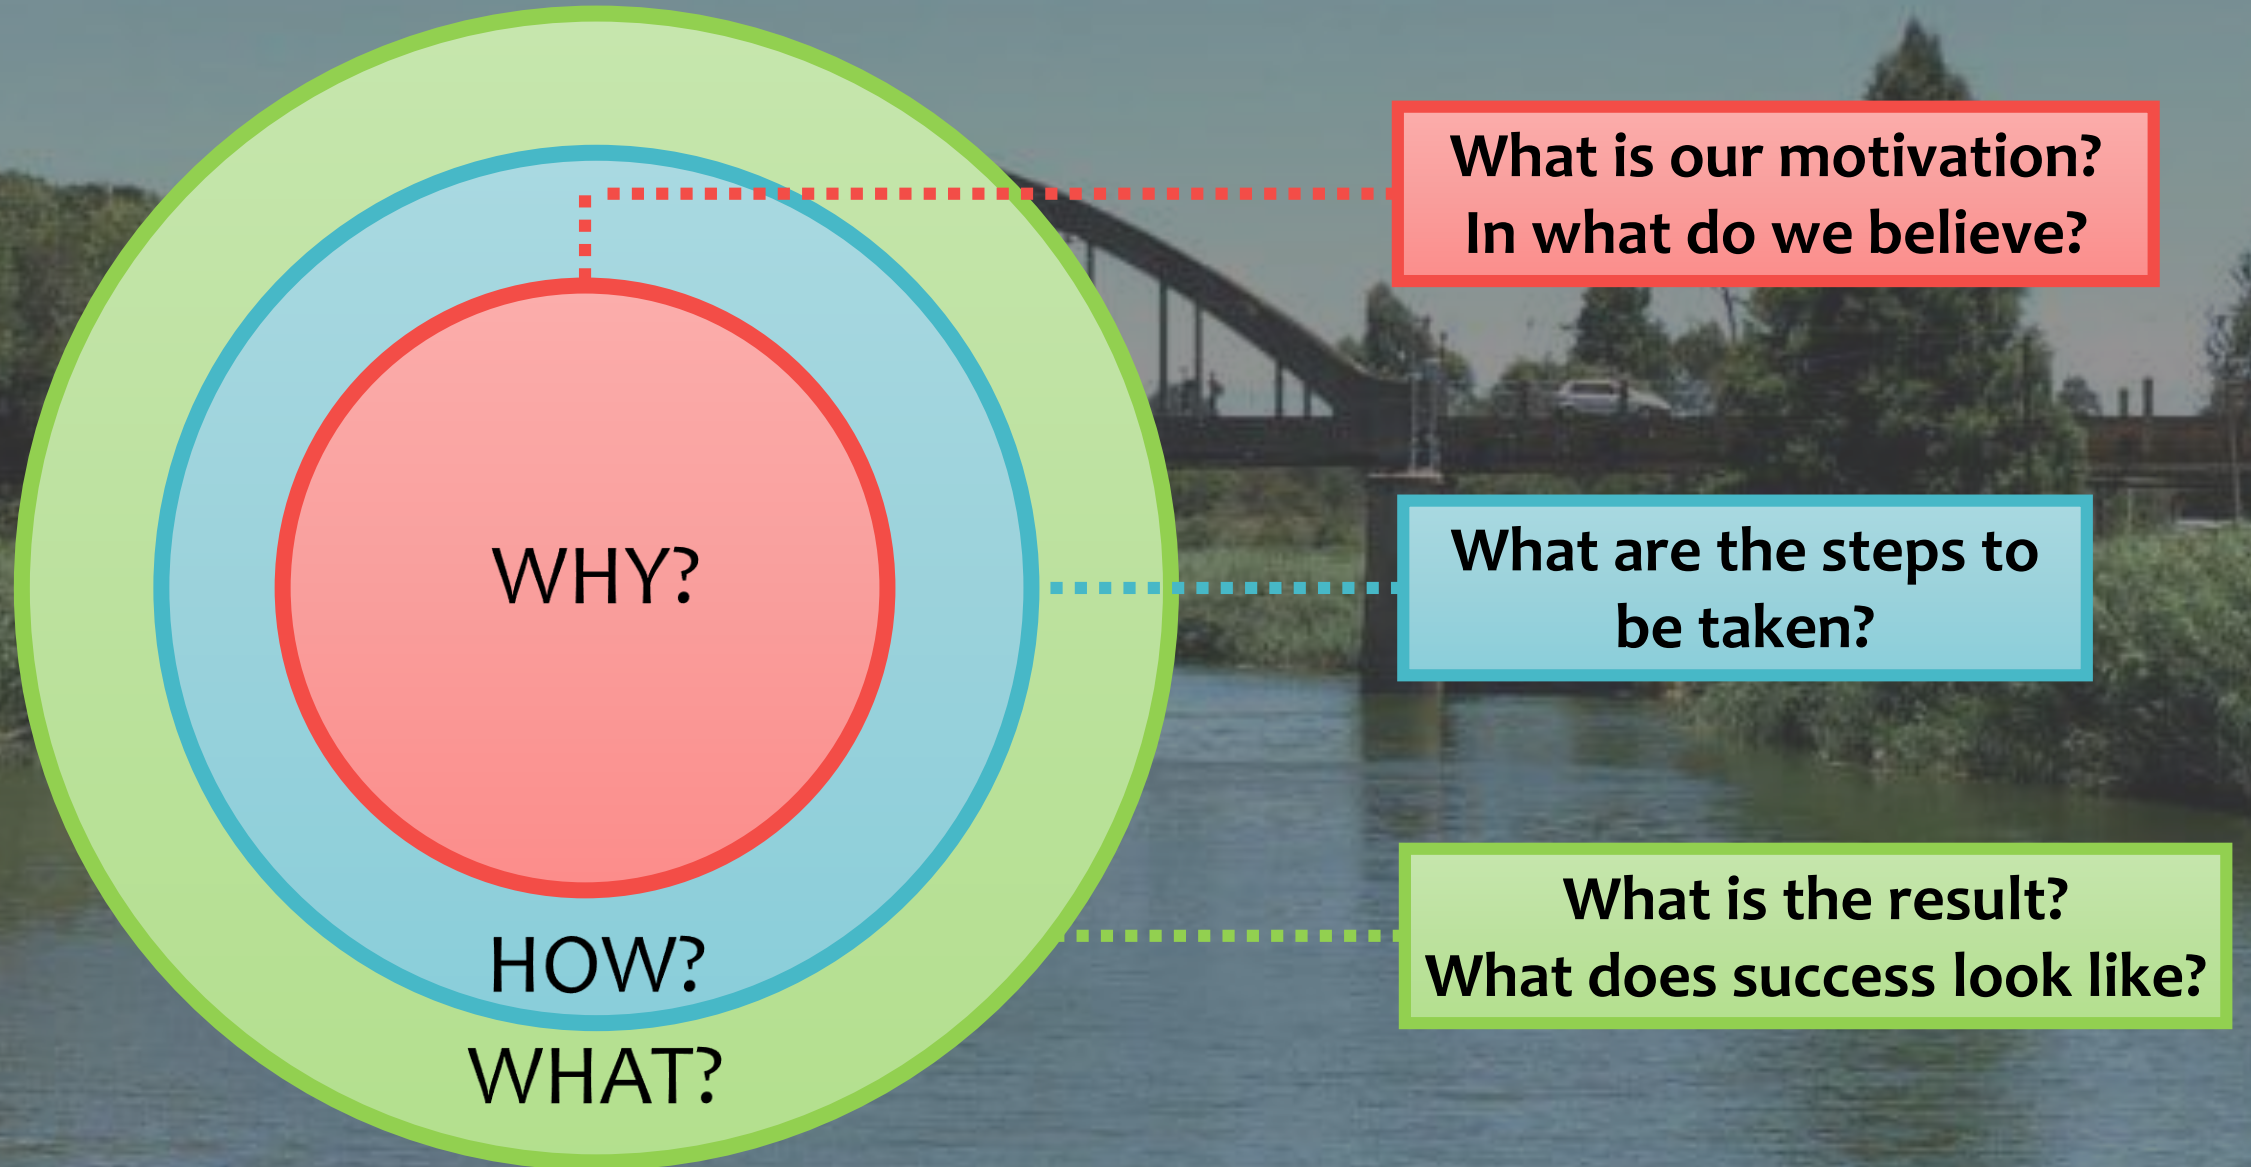 WHY?
HOW?
WHAT?
What is our motivation?
In what do we believe?
What are the steps to
be taken?
What is the result?
What does success look like?